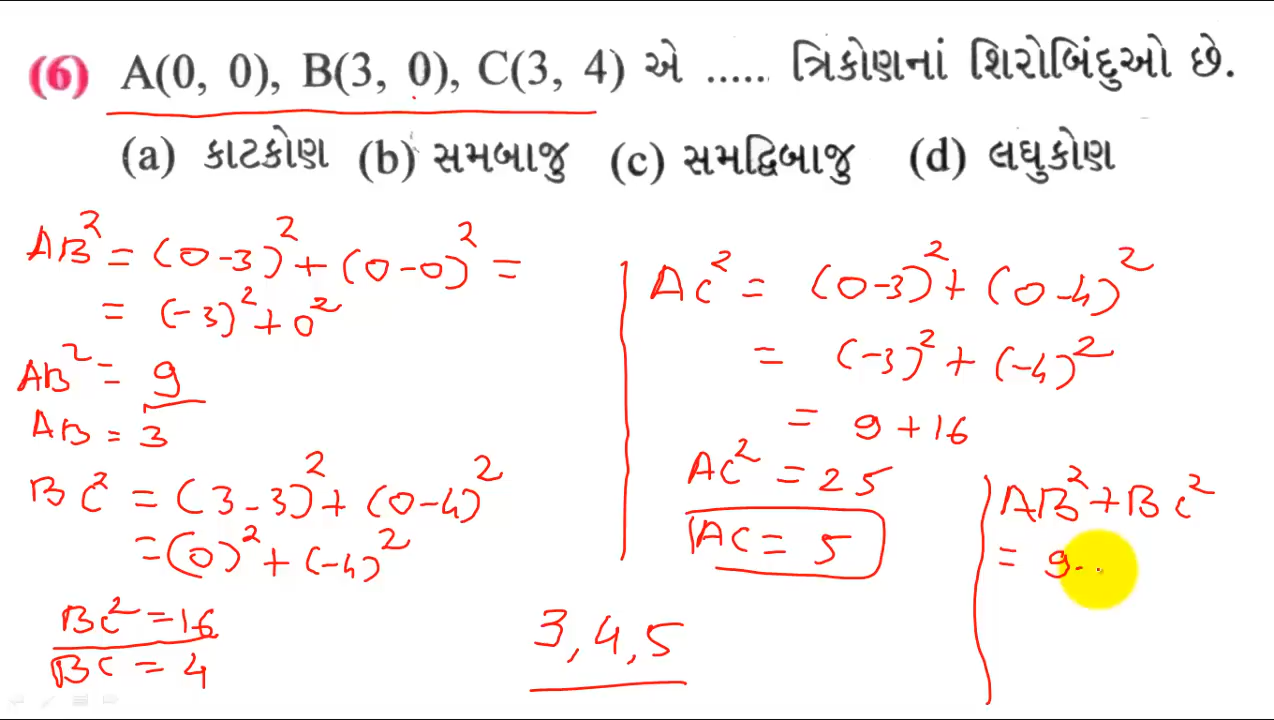 (6) A(0, 0), B(3, 0), C(3, 4) એ ...... ત્રિકોણનાં શિરોબિંદુઓ છે.
(a) કાટકોણ (b) સમબાજુ (c) સમદ્વિબાજુ (d) લઘુકોણ
AB² = (0-3)² + (0-0)² =
= (-3)² + 0²
AB² = 9
AB = 3
BC² = (3-3)² + (0-4)²
= (0)² + (-4)²
BC² = 16
BC = 4
AC² = (0-3)² + (0-4)²
= (-3)² + (-4)²
= 9 + 16
AC² = 25
AC = 5
3, 4, 5
AB² + BC²
= 9